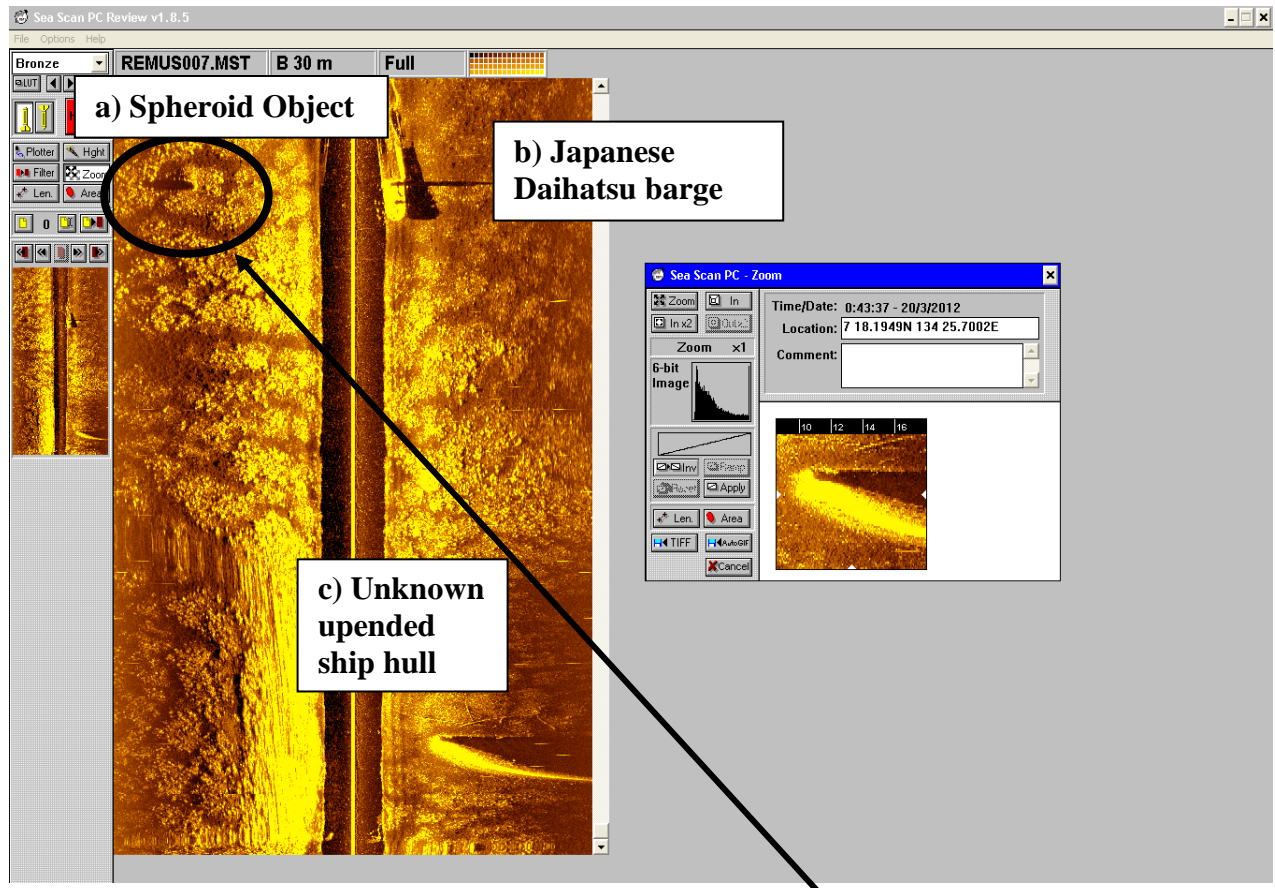 Sea Scan PC Review v1.8.5
File Options Help
Bronze
REMUS007.MST
B 30 m
Full
LUT
a) Spheroid Object
b) Japanese
Daihatsu barge
Plotter
Hght
Filter
Zoom
Len.
Area
0
Sea Scan PC - Zoom
Zoom
In
In x2
Zoom x1
6-bit
Image
Inv
Apply
Len.
Area
TIFF
AutoGIF
Cancel
Time/Date: 0:43:37 - 20/3/2012
Location: 7 18.1949N 134 25.7002E
Comment:
10 12 14 16
c) Unknown
upended
ship hull